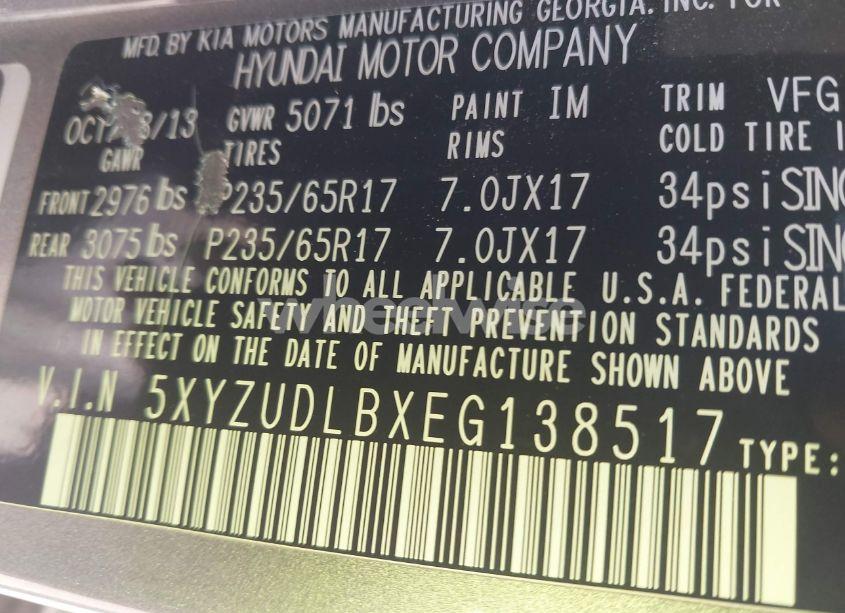 MFD. BY KIA MOTORS MANUFACTURING GEORGIA. INC. FOR
HYUNDAI MOTOR COMPANY
GVWR 5071 lbs PAINT IM TRIM VFG
GAWR TIRES RIMS COLD TIRE
FRONT 2976 lbs P235/65R17 7.0JX17 34psi SING
REAR 3075 lbs P235/65R17 7.0JX17 34psi SING
THIS VEHICLE CONFORMS TO ALL APPLICABLE U.S.A. FEDERAL
MOTOR VEHICLE SAFETY AND THEFT PREVENTION STANDARDS
IN EFFECT ON THE DATE OF MANUFACTURE SHOWN ABOVE
V.I.N 5XYZUDLBXEG138517 TYPE:
wheelwire